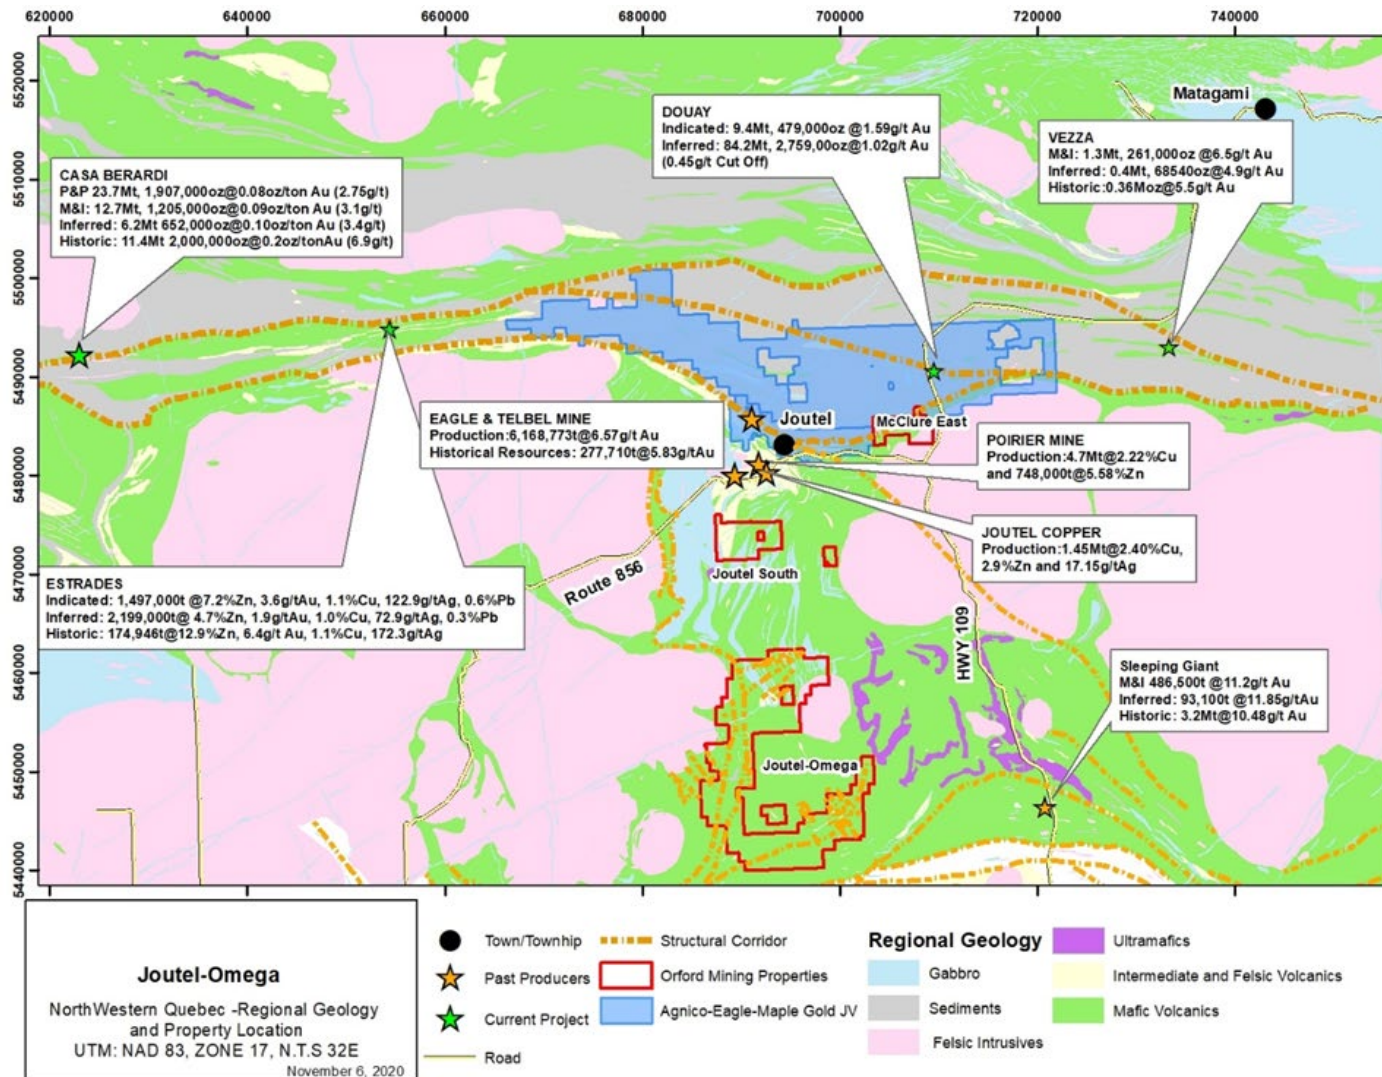 620000 640000 660000 680000 700000 720000 740000
5520000
5510000
5500000
5490000
5480000
5470000
5460000
5450000
5440000
Matagami
DOUAY
Indicated: 9.4Mt, 479,000oz @1.59g/t Au
Inferred: 84.2Mt, 2,759,00oz @1.02g/t Au
(0.45g/t Cut Off)
VEZZA
M&I: 1.3Mt, 261,000oz @6.5g/t Au
Inferred: 0.4Mt, 68540oz@4.9g/t Au
Historic:0.36Moz@5.5g/t Au
CASA BERARDI
P&P 23.7Mt, 1,907,000oz@0.08oz/ton Au (2.75g/t)
M&I: 12.7Mt, 1,205,000oz@0.09oz/ton Au (3.1g/t)
Inferred: 6.2Mt 652,000oz@0.10oz/ton Au (3.4g/t)
Historic: 11.4Mt 2,000,000oz@0.2oz/tonAu (6.9g/t)
EAGLE & TELBEL MINE
Production:6,168,773t@6.57g/t Au
Historical Resources: 277,710t@5.83g/tAu
Joutel
McClure East
POIRIER MINE
Production:4.7Mt@2.22%Cu
and 748,000t@5.58%Zn
JOUTEL COPPER
Production:1.45Mt@2.40%Cu,
2.9%Zn and 17.15g/tAg
Joutel South
Route 856
ESTRADES
Indicated: 1,497,000t @7.2%Zn, 3.6g/tAu, 1.1%Cu, 122.9g/tAg, 0.6%Pb
Inferred: 2,199,000t@ 4.7%Zn, 1.9g/tAu, 1.0%Cu, 72.9g/tAg, 0.3%Pb
Historic: 174,946t@12.9%Zn, 6.4g/t Au, 1.1%Cu, 172.3g/tAg
HWY 109
Sleeping Giant
M&I 486,500t @11.2g/t Au
Inferred: 93,100t @11.85g/tAu
Historic: 3.2Mt@10.48g/t Au
Joutel-Omega
Joutel-Omega
NorthWestern Quebec -Regional Geology
and Property Location
UTM: NAD 83, ZONE 17, N.T.S 32E
November 6, 2020
Town/Townhip
Past Producers
Current Project
Road
Structural Corridor
Orford Mining Properties
Agnico-Eagle-Maple Gold JV
Regional Geology
Gabbro
Sediments
Felsic Intrusives
Ultramafics
Intermediate and Felsic Volcanics
Mafic Volcanics